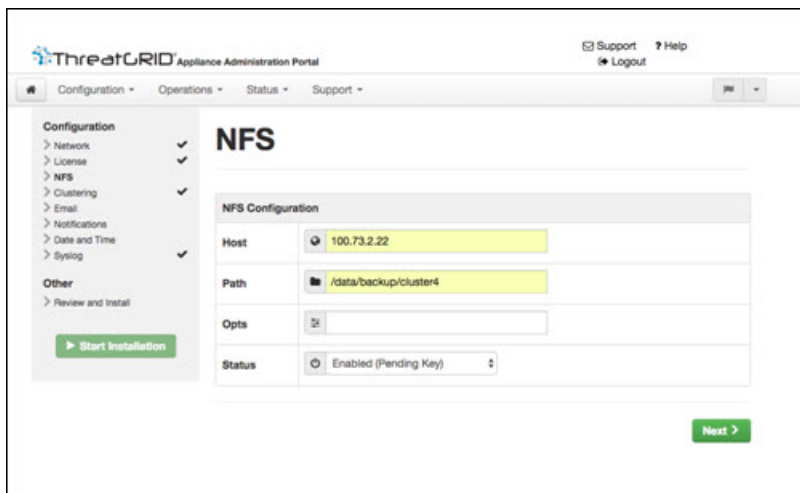 ThreatGRID Appliance Administration Portal
Support ? Help
Logout
Configuration Operations Status Support
Configuration
Network
License
NFS
Clustering
Email
Notifications
Date and Time
Syslog
Other
Review and Install
Start Installation
NFS
NFS Configuration
Host 100.73.2.22
Path /data/backup/cluster4
Opts
Status Enabled (Pending Key)
Next